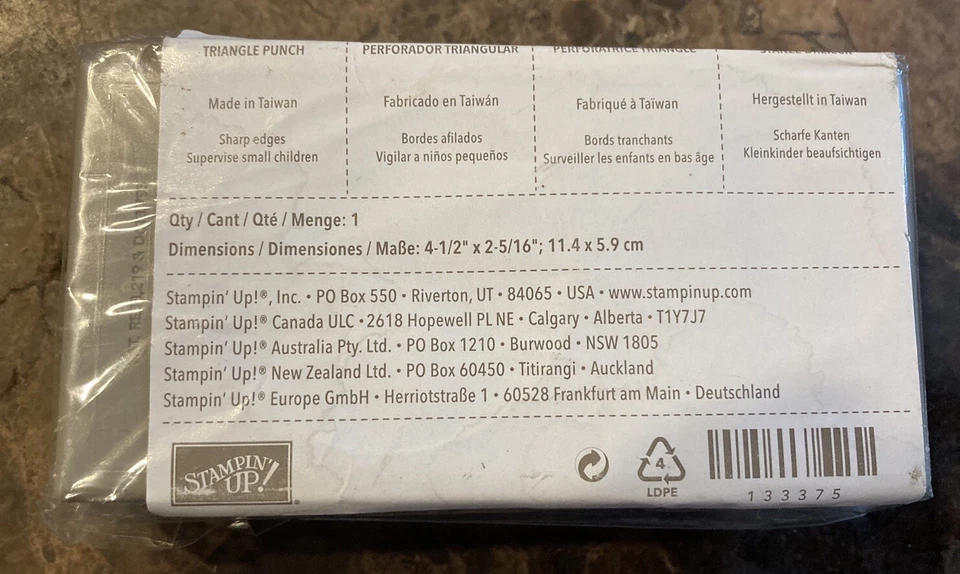 TRIANGLE PUNCH
Made in Taiwan
Sharp edges
Supervise small children
PERFORADOR TRIANGULAR
Fabricado en Taiwán
Bordes afilados
Vigilar a niños pequeños
PERFORATRICE TRIANGLE
Fabriqué à Taïwan
Bords tranchants
Surveiller les enfants en bas âge
Hergestellt in Taiwan
Scharfe Kanten
Kleinkinder beaufsichtigen
Qty / Cant / Qté / Menge: 1
Dimensions / Dimensiones / Maße: 4-1/2" x 2-5/16"; 11.4 x 5.9 cm
Stampin' Up!®, Inc. • PO Box 550 • Riverton, UT • 84065 • USA • www.stampinup.com
Stampin' Up!® Canada ULC • 2618 Hopewell PL NE • Calgary • Alberta • T1Y7J7
Stampin' Up!® Australia Pty. Ltd. • PO Box 1210 • Burwood • NSW 1805
Stampin' Up!® New Zealand Ltd. • PO Box 60450 • Titirangi • Auckland
Stampin' Up!® Europe GmbH • Herriotstraße 1 • 60528 Frankfurt am Main • Deutschland
STAMPIN'
UP!®
4
LDPE
133375